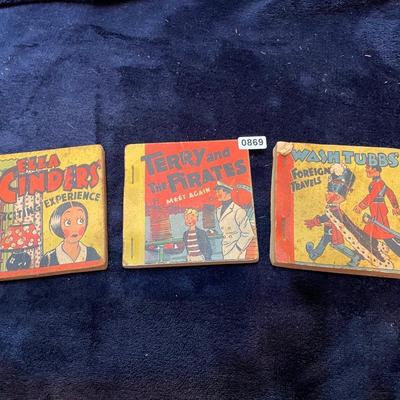 ELLA
CINDERS'
EXPERIENCE
TERRY and
THE PIRATES
MEET AGAIN
0869
WASH TUBBS'
FOREIGN
TRAVELS